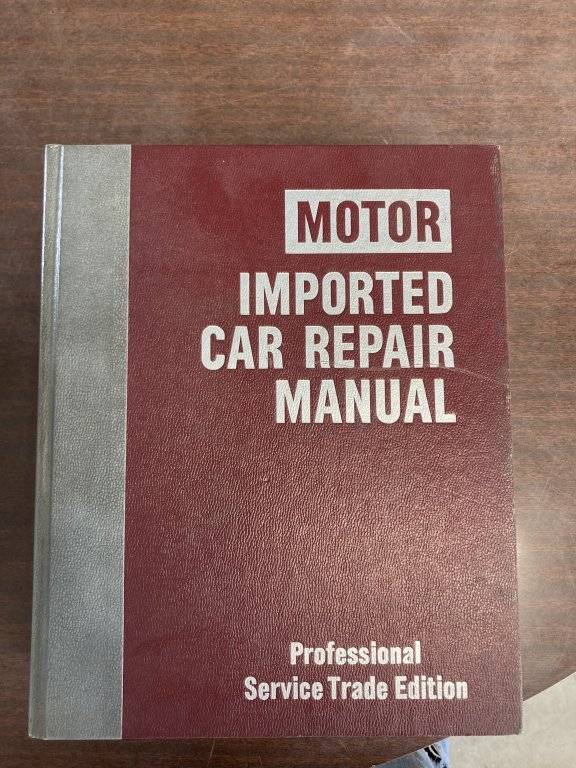 MOTOR
IMPORTED
CAR REPAIR
MANUAL
Professional
Service Trade Edition